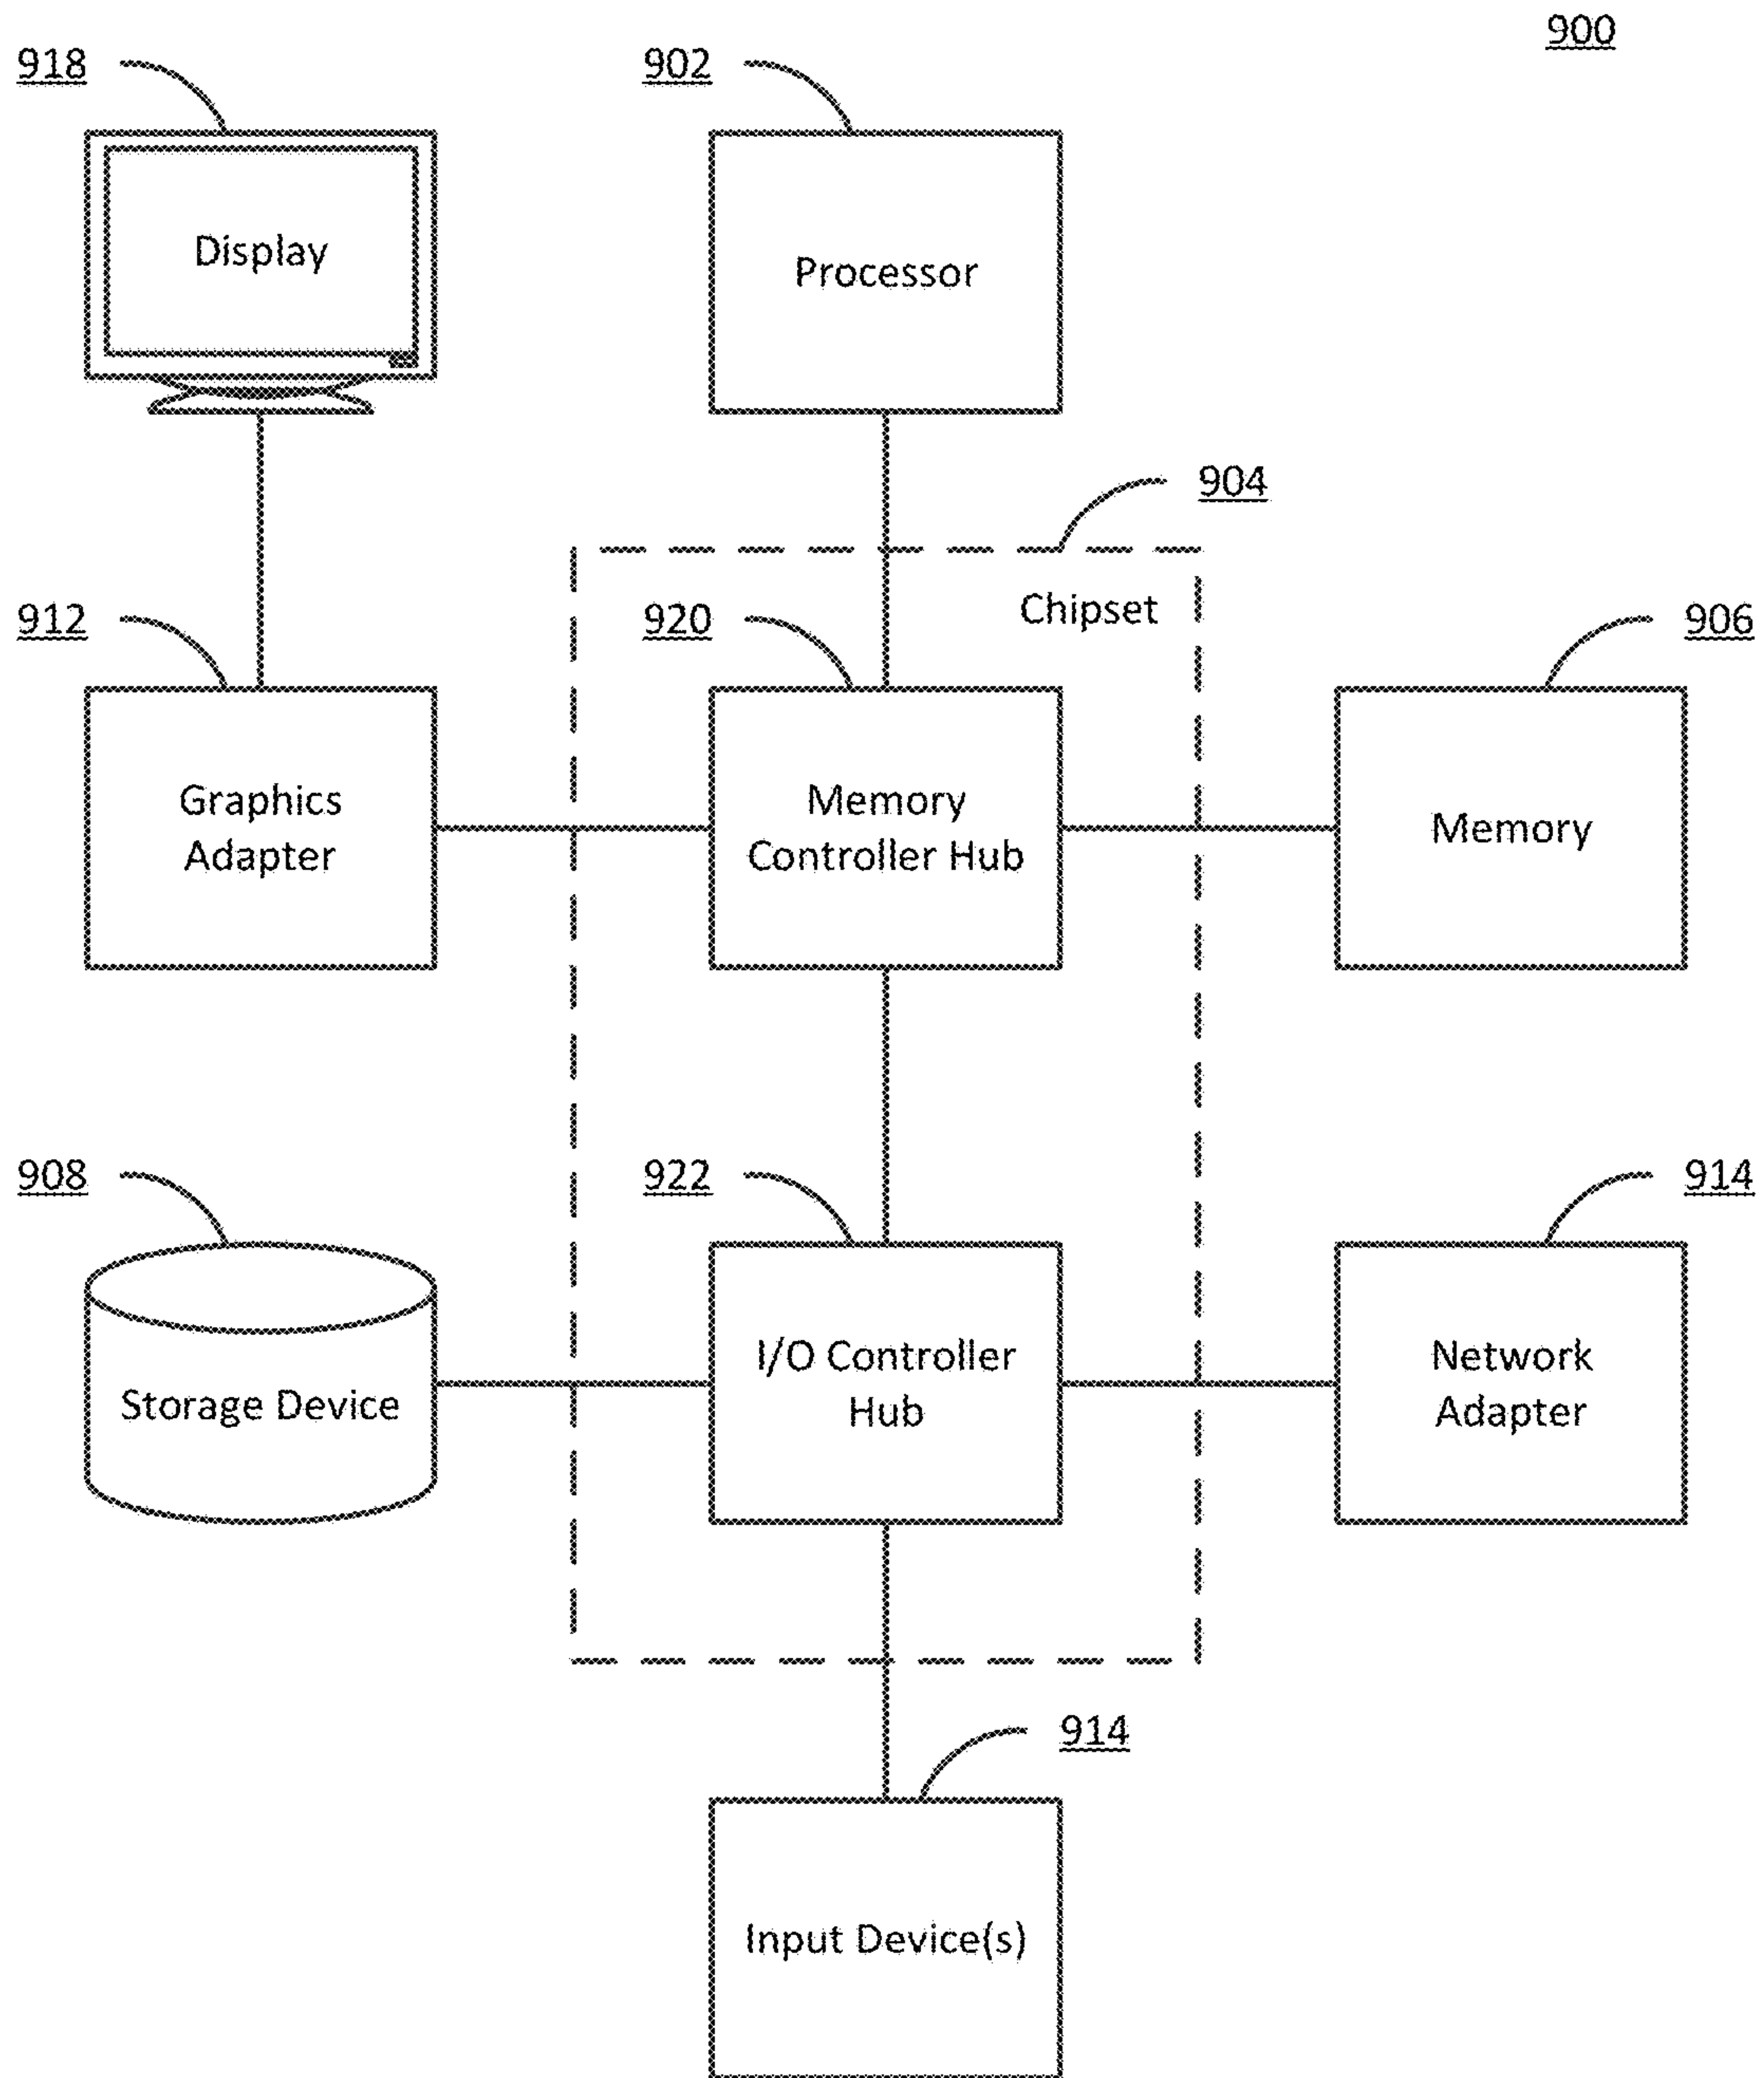 900
918
902
Display
Processor
904
Chipset
912
920
906
Graphics
Adapter
Memory
Controller Hub
Memory
908
922
914
Storage Device
I/O Controller
Hub
Network
Adapter
914
Input Device(s)